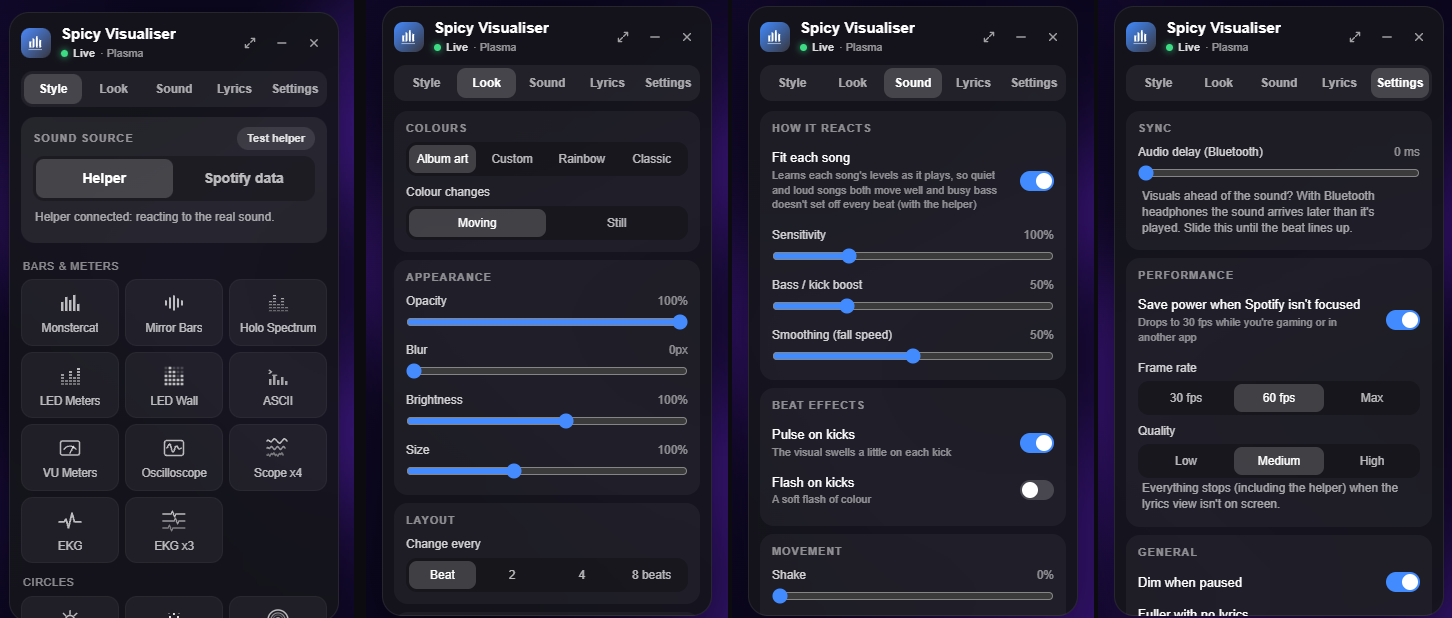 Spicy Visualiser
Live · Plasma
Style Look Sound Lyrics Settings
SOUND SOURCE Test helper
Helper Spotify data
Helper connected: reacting to the real sound.
BARS & METERS
Monstercat Mirror Bars Holo Spectrum
LED Meters LED Wall ASCII
VU Meters Oscilloscope Scope x4
EKG EKG x3
CIRCLES
Spicy Visualiser
Live · Plasma
Style Look Sound Lyrics Settings
COLOURS
Album art Custom Rainbow Classic
Colour changes
Moving Still
APPEARANCE
Opacity 100%
Blur 0px
Brightness 100%
Size 100%
LAYOUT
Change every
Beat 2 4 8 beats
Spicy Visualiser
Live · Plasma
Style Look Sound Lyrics Settings
HOW IT REACTS
Fit each song
Learns each song's levels as it plays, so quiet
and loud songs both move well and busy bass
doesn't set off every beat (with the helper)
Sensitivity 100%
Bass / kick boost 50%
Smoothing (fall speed) 50%
BEAT EFFECTS
Pulse on kicks
The visual swells a little on each kick
Flash on kicks
A soft flash of colour
MOVEMENT
Shake 0%
Spicy Visualiser
Live · Plasma
Style Look Sound Lyrics Settings
SYNC
Audio delay (Bluetooth) 0 ms
Visuals ahead of the sound? With Bluetooth
headphones the sound arrives later than it's
played. Slide this until the beat lines up.
PERFORMANCE
Save power when Spotify isn't focused
Drops to 30 fps while you're gaming or in
another app
Frame rate
30 fps 60 fps Max
Quality
Low Medium High
Everything stops (including the helper) when the
lyrics view isn't on screen.
GENERAL
Dim when paused
Fuller with no lyrics